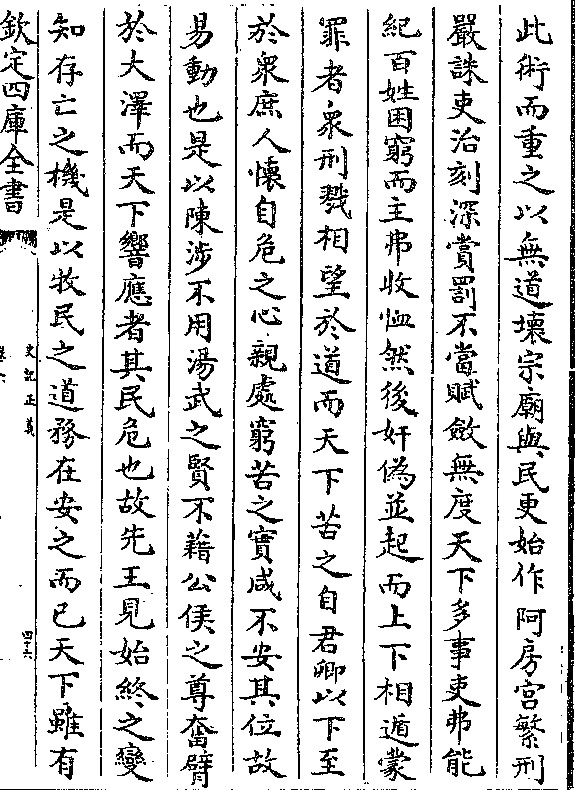 此術而重之以無道壞宗廟與民更始作阿房宮繁刑
嚴誅吏治刻深賞罰不當賦斂無度天下多事吏弗能
紀百姓困窮而主弗收恤然後奸偽並起而上下相遁蒙
罪者衆刑戮相望於道而天下苦之自君卿以下至
於衆庶人懷自危之心親處窮苦之實咸不安其位故
易動也是以陳涉不用湯武之賢不藉公侯之尊奮臂
於大澤而天下響應者其民危也故先王見始終之變
知存亡之機是以牧民之道務在安之而已天下雖有
欽定四庫全書
史記正義
卷六
四十六